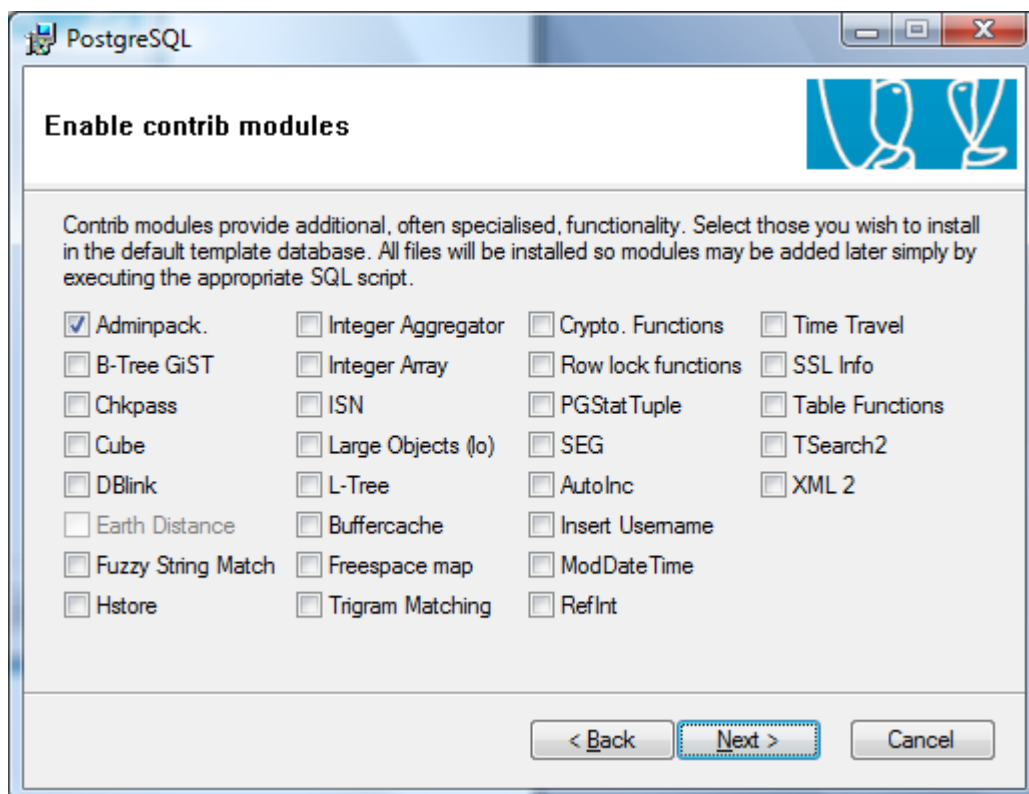 PostgreSQL
Enable contrib modules
Contrib modules provide additional, often specialised, functionality. Select those you wish to install
in the default template database. All files will be installed so modules may be added later simply by
executing the appropriate SQL script.
Adminpack.
B-Tree GiST
Chkpass
Cube
DBlink
Earth Distance
Fuzzy String Match
Hstore
Integer Aggregator
Integer Array
ISN
Large Objects (lo)
L-Tree
Buffercache
Freespace map
Trigram Matching
Crypto. Functions
Row lock functions
PGStatTuple
SEG
AutoInc
Insert Username
ModDateTime
RefInt
Time Travel
SSL Info
Table Functions
TSearch2
XML 2
< Back Next > Cancel